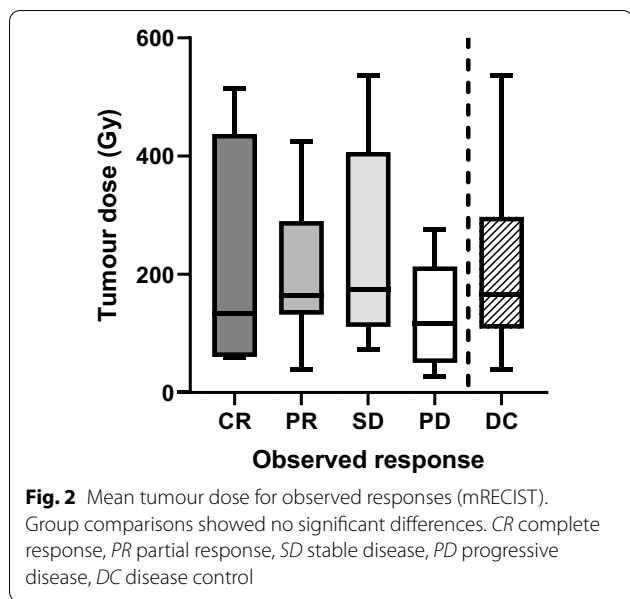 600
400
200
0
Tumour dose (Gy)
CR PR SD PD DC
Observed response
Fig. 2 Mean tumour dose for observed responses (mRECIST).
Group comparisons showed no significant differences. CR complete
response, PR partial response, SD stable disease, PD progressive
disease, DC disease control